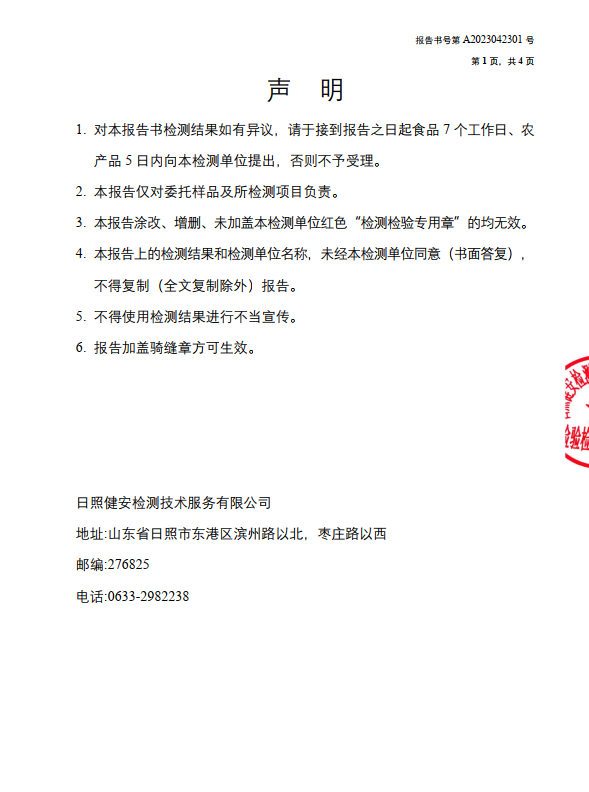 报告书号第 A2023042301 号
第 1 页，共 4 页
声 明
1. 对本报告书检测结果如有异议，请于接到报告之日起食品 7 个工作日、农
产品 5 日内向本检测单位提出，否则不予受理。
2. 本报告仅对委托样品及所检测项目负责。
3. 本报告涂改、增删、未加盖本检测单位红色“检测检验专用章”的均无效。
4. 本报告上的检测结果和检测单位名称，未经本检测单位同意（书面答复），
不得复制（全文复制除外）报告。
5. 不得使用检测结果进行不当宣传。
6. 报告加盖骑缝章方可生效。
安检测
检验检
日照健安检测技术服务有限公司
地址:山东省日照市东港区滨州路以北，枣庄路以西
邮编:276825
电话:0633-2982238